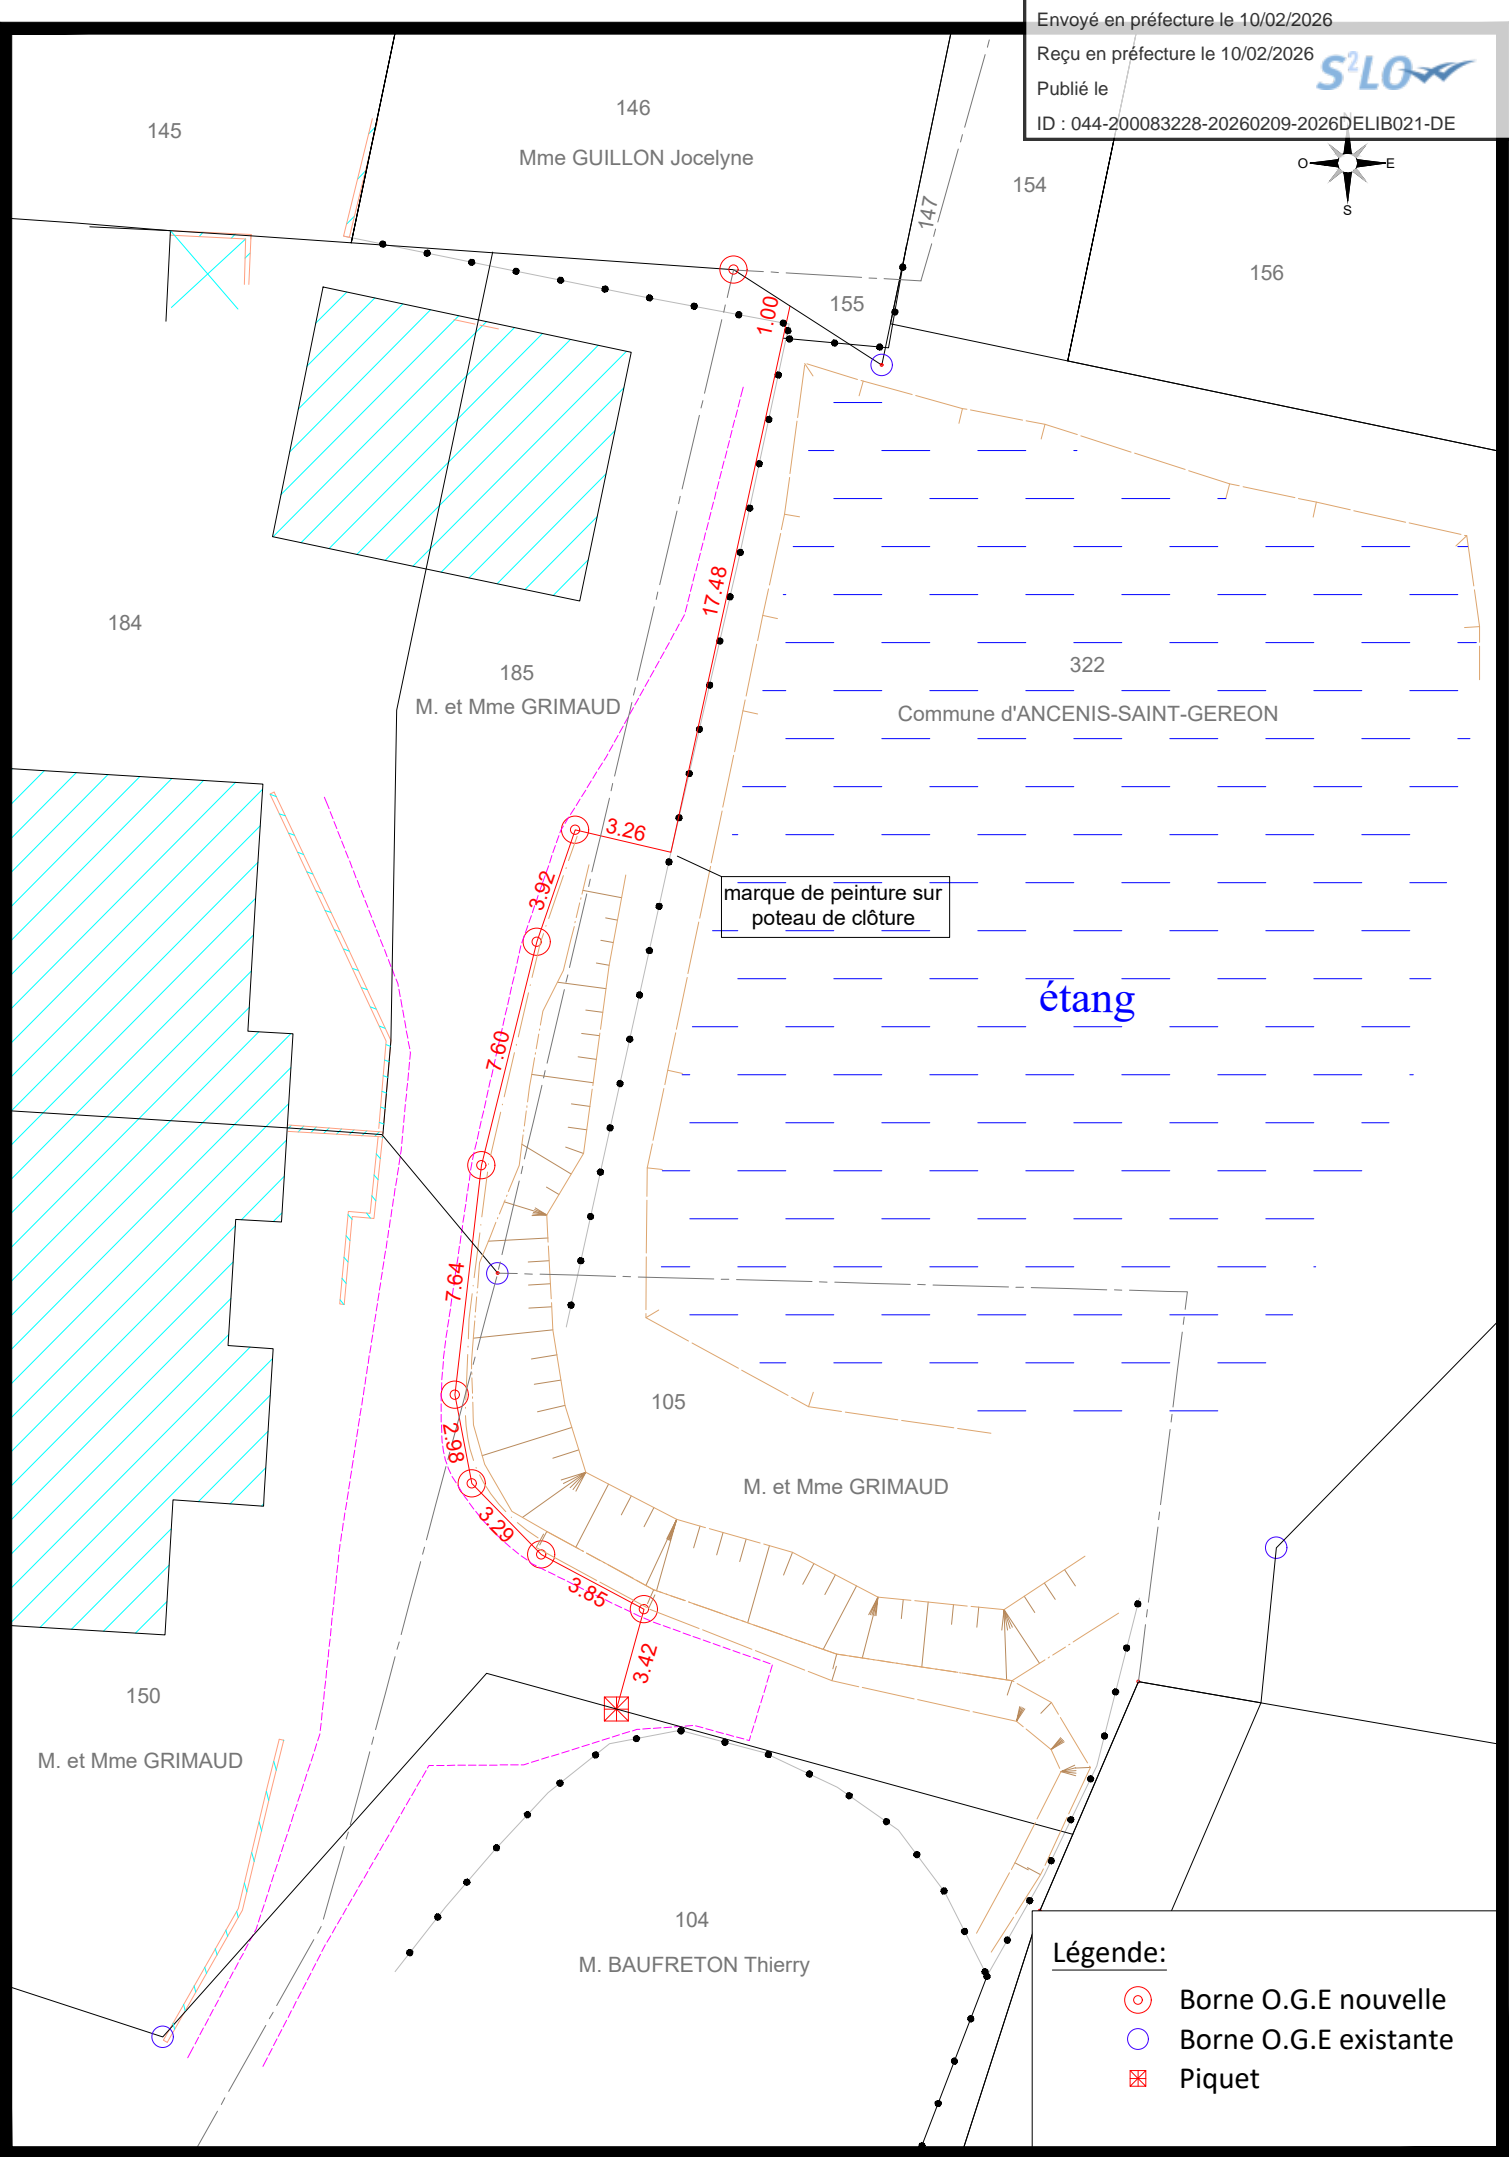 Envoyé en préfecture le 10/02/2026
Reçu en préfecture le 10/02/2026
S²LOW
Publié le
ID : 044-200083228-20260209-2026DELIB021-DE
O
E
S
145
146
Mme GUILLON Jocelyne
147
154
155
156
1.00
17.48
184
185
M. et Mme GRIMAUD
322
Commune d'ANCENIS-SAINT-GEREON
3.26
3.92
marque de peinture sur
poteau de clôture
étang
7.60
7.64
105
2.98
M. et Mme GRIMAUD
3.29
3.85
3.42
150
M. et Mme GRIMAUD
104
M. BAUFRETON Thierry
Légende:
Borne O.G.E nouvelle
Borne O.G.E existante
Piquet